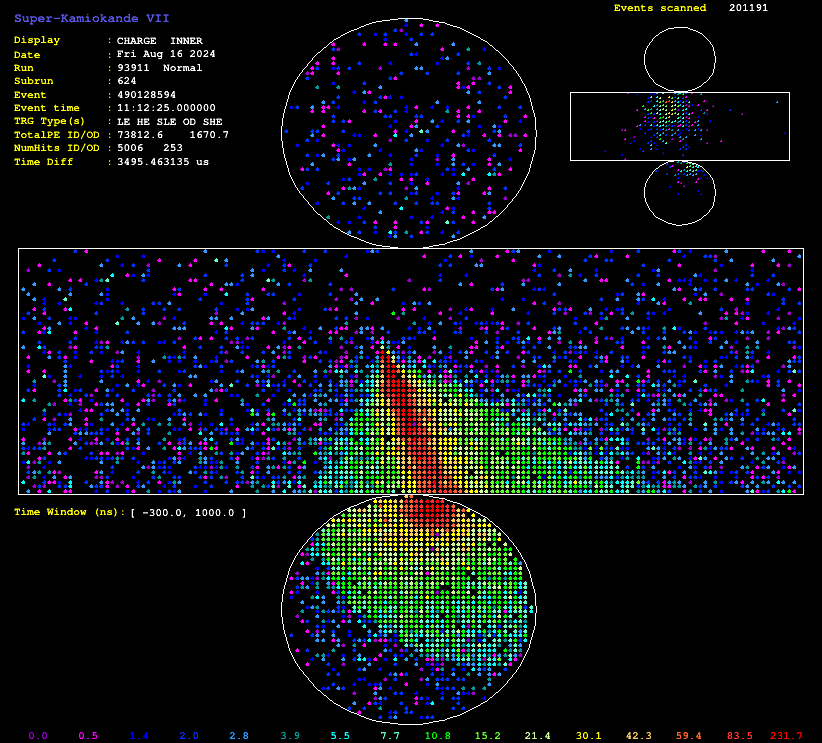 Super-Kamiokande VII
Events scanned 201191
Display : CHARGE INNER
Date : Fri Aug 16 2024
Run : 93911 Normal
Subrun : 624
Event : 490128594
Event time : 11:12:25.000000
TRG Type(s) : LE HE SLE OD SHE
TotalPE ID/OD : 73812.6 1670.7
NumHits ID/OD : 5006 253
Time Diff : 3495.463135 us
Time Window (ns): [ -300.0, 1000.0 ]
0.0 0.5 1.4 2.0 2.8 3.9 5.5 7.7 10.8 15.2 21.4 30.1 42.3 59.4 83.5 231.7